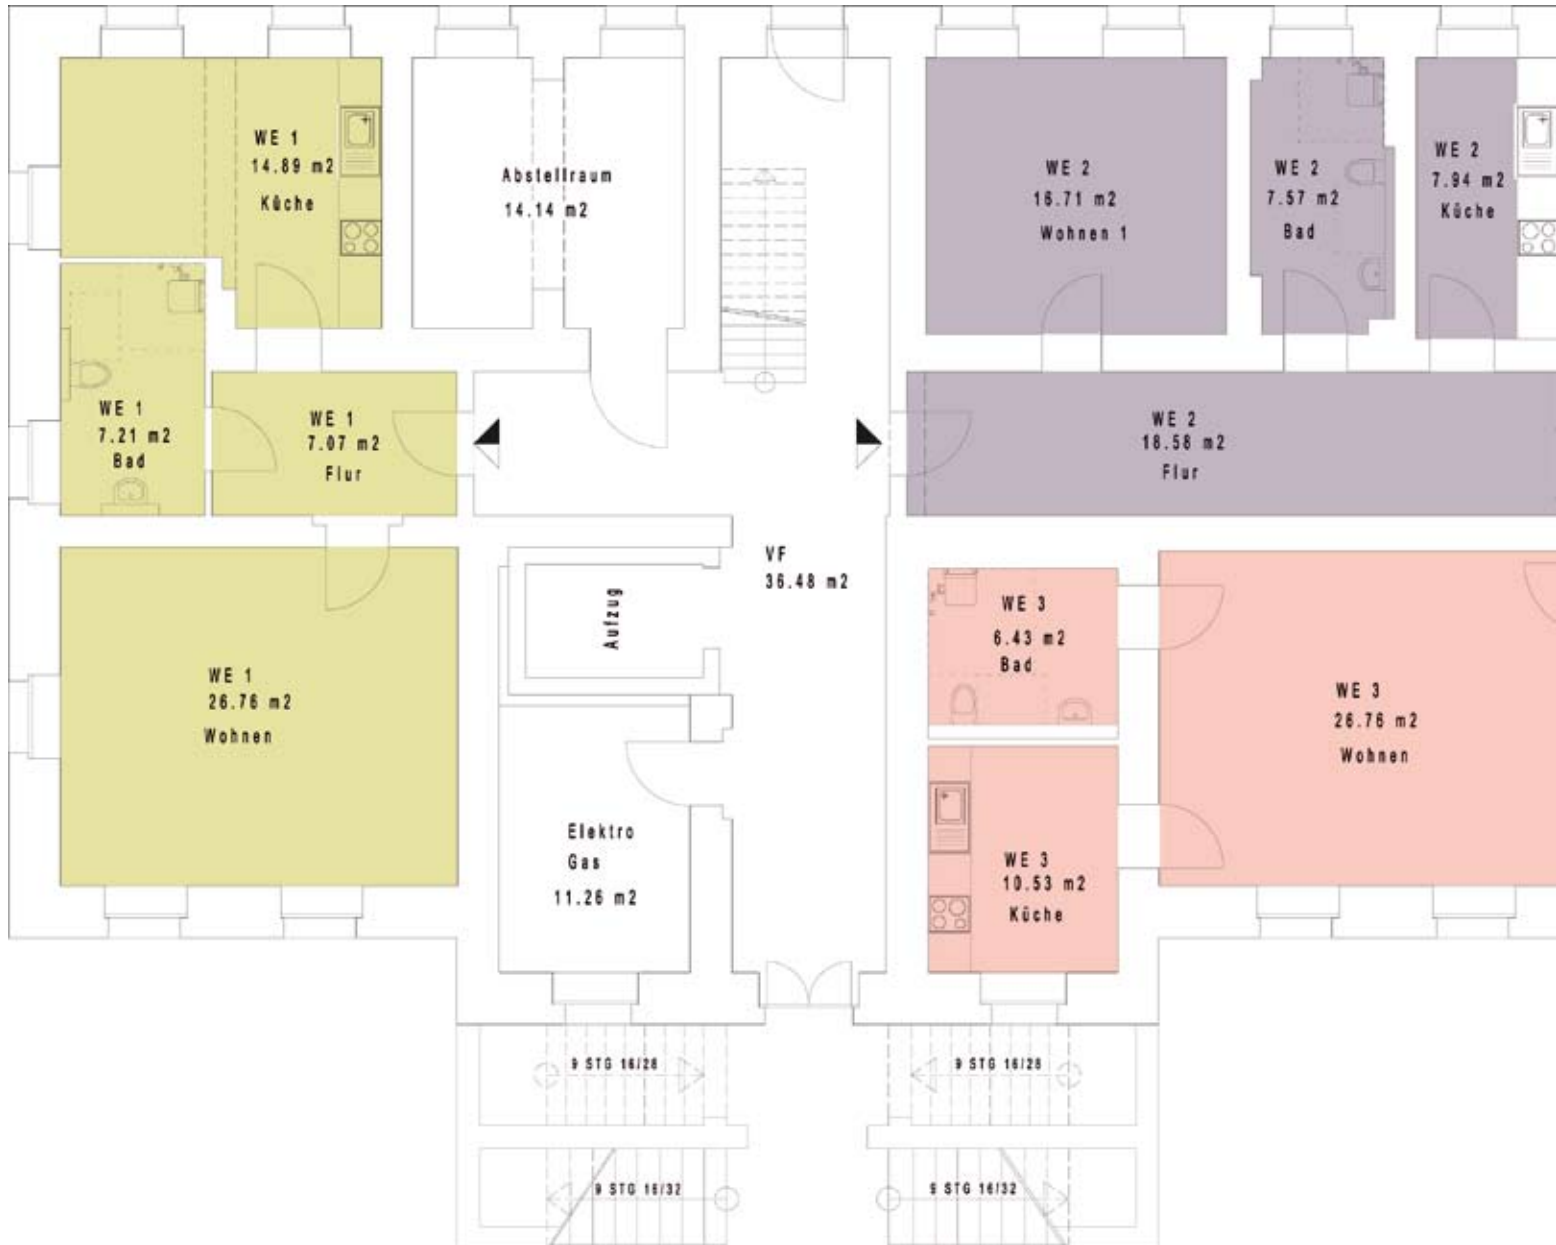 WE 1
14.89 m2
Küche
Abstellraum
14.14 m2
WE 2
16.71 m2
Wohnen 1
WE 2
7.57 m2
Bad
WE 2
7.94 m2
Küche
WE 1
7.21 m2
Bad
WE 1
7.07 m2
Flur
WE 2
18.58 m2
Flur
VF
36.48 m2
Aufzug
WE 3
6.43 m2
Bad
WE 1
26.76 m2
Wohnen
WE 3
26.76 m2
Wohnen
Elektro
Gas
11.26 m2
WE 3
10.53 m2
Küche
9 STG 16/28
9 STG 16/28
9 STG 16/32
9 STG 16/32